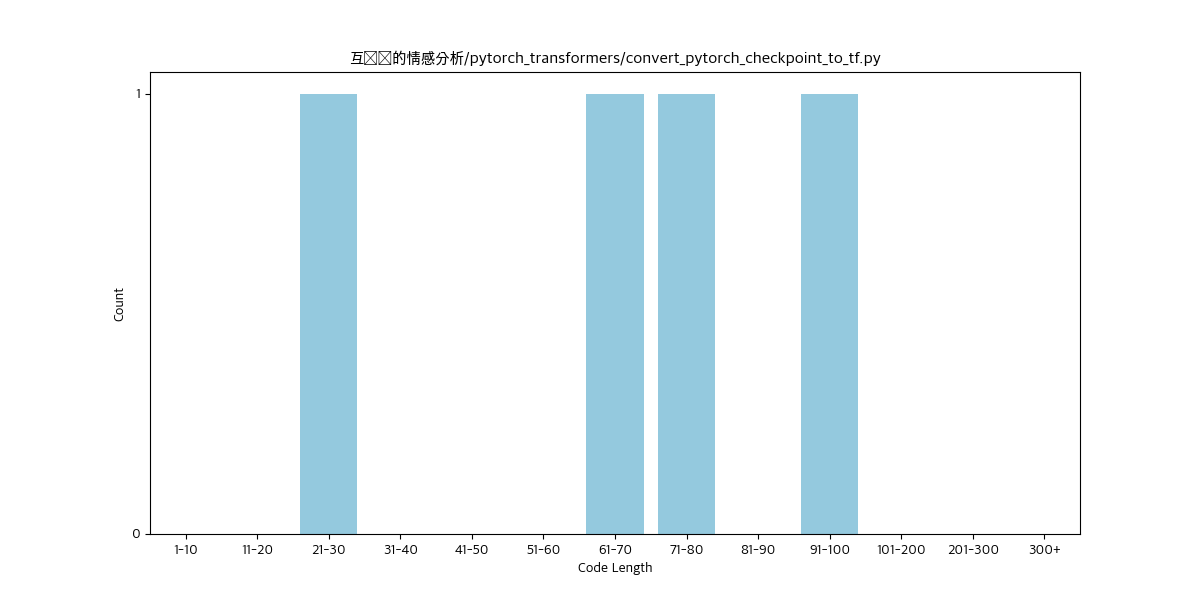 互的情感分析/pytorch_transformers/convert_pytorch_checkpoint_to_tf.py
1
Count
0
1-10 11-20 21-30 31-40 41-50 51-60 61-70 71-80 81-90 91-100 101-200 201-300 300+
Code Length